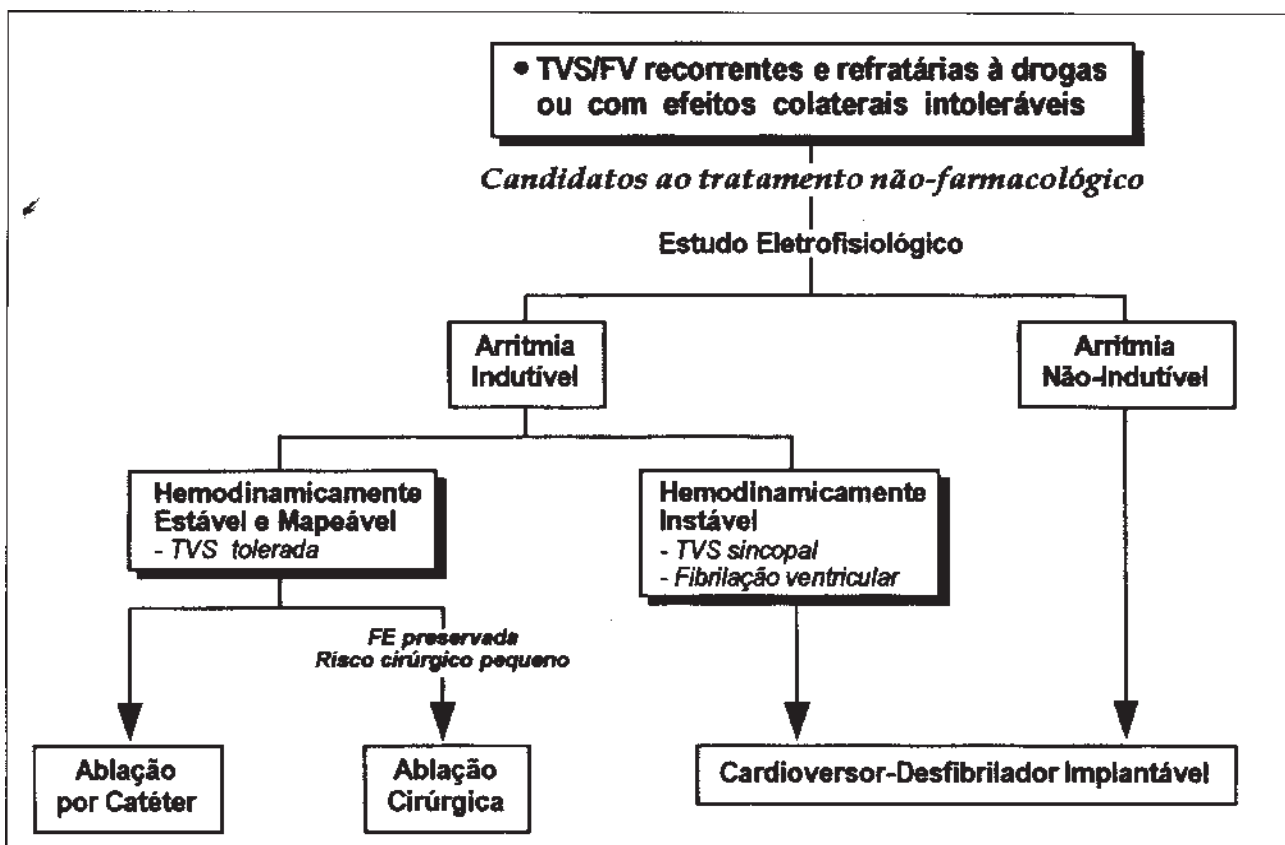 • TVS/FV recorrentes e refratárias à drogas
ou com efeitos colaterais intoleráveis
Candidatos ao tratamento não-farmacológico
Estudo Eletrofisiológico
Arritmia
Indutível
Arritmia
Não-Indutível
Hemodinamicamente
Estável e Mapeável
- TVS tolerada
Hemodinamicamente
Instável
- TVS sincopal
- Fibrilação ventricular
FE preservada
Risco cirúrgico pequeno
Ablação
por Catéter
Ablação
Cirúrgica
Cardioversor-Desfibrilador Implantável